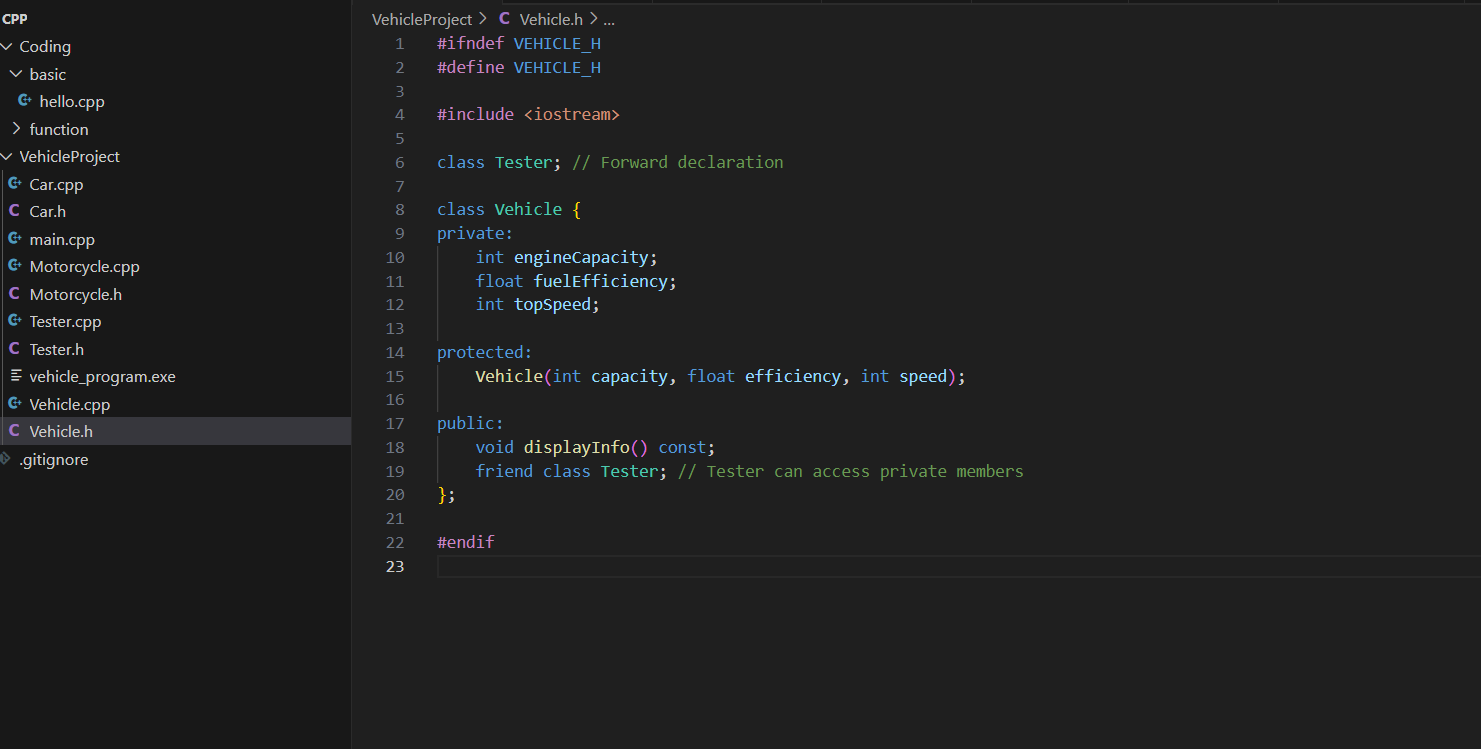 CPP
Coding
basic
hello.cpp
function
VehicleProject
Car.cpp
Car.h
main.cpp
Motorcycle.cpp
Motorcycle.h
Tester.cpp
Tester.h
vehicle_program.exe
Vehicle.cpp
Vehicle.h
.gitignore
VehicleProject > C Vehicle.h > ...
1 #ifndef VEHICLE_H
2 #define VEHICLE_H
3
4 #include <iostream>
5
6 class Tester; // Forward declaration
7
8 class Vehicle {
9 private:
10     int engineCapacity;
11     float fuelEfficiency;
12     int topSpeed;
13
14 protected:
15     Vehicle(int capacity, float efficiency, int speed);
16
17 public:
18     void displayInfo() const;
19     friend class Tester; // Tester can access private members
20 };
21
22 #endif
23